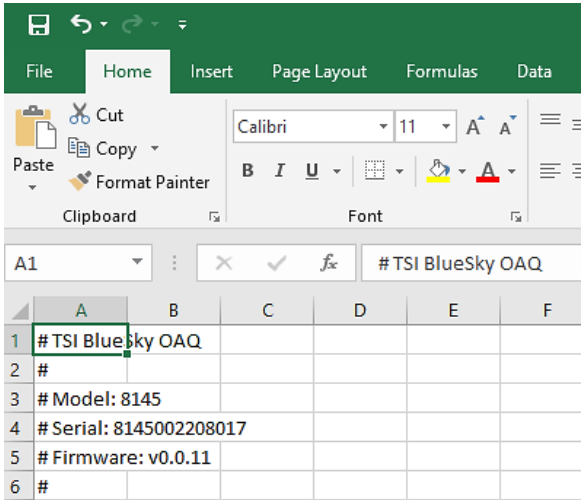 File Home Insert Page Layout Formulas Data
Cut
Copy
Paste
Format Painter
Clipboard
Calibri 11 A A
B I U A
Font
A1 fx # TSI BlueSky OAQ
A B C D E F
1 # TSI BlueSky OAQ
2 #
3 # Model: 8145
4 # Serial: 8145002208017
5 # Firmware: v0.0.11
6 #